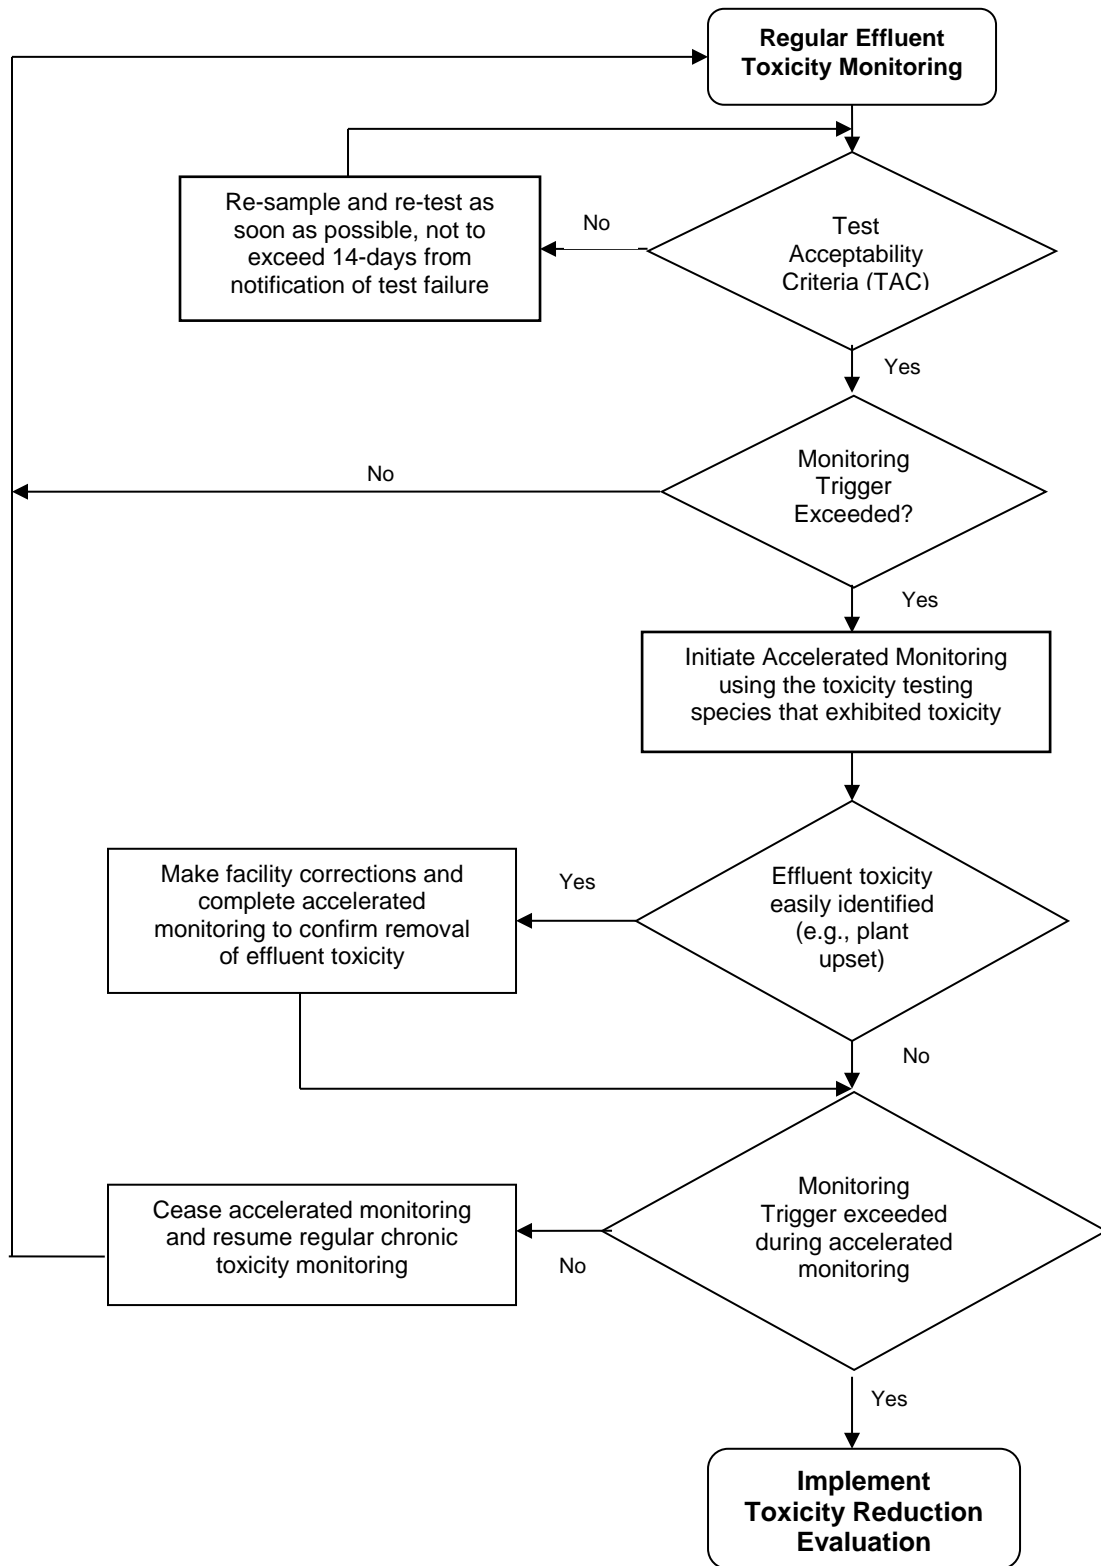 Regular Effluent
Toxicity Monitoring
Re-sample and re-test as
soon as possible, not to
exceed 14-days from
notification of test failure
No
Test
Acceptability
Criteria (TAC)
Yes
No
Monitoring
Trigger
Exceeded?
Yes
Initiate Accelerated Monitoring
using the toxicity testing
species that exhibited toxicity
Make facility corrections and
complete accelerated
monitoring to confirm removal
of effluent toxicity
Yes
Effluent toxicity
easily identified
(e.g., plant
upset)
No
Cease accelerated monitoring
and resume regular chronic
toxicity monitoring
No
Monitoring
Trigger exceeded
during accelerated
monitoring
Yes
Implement
Toxicity Reduction
Evaluation